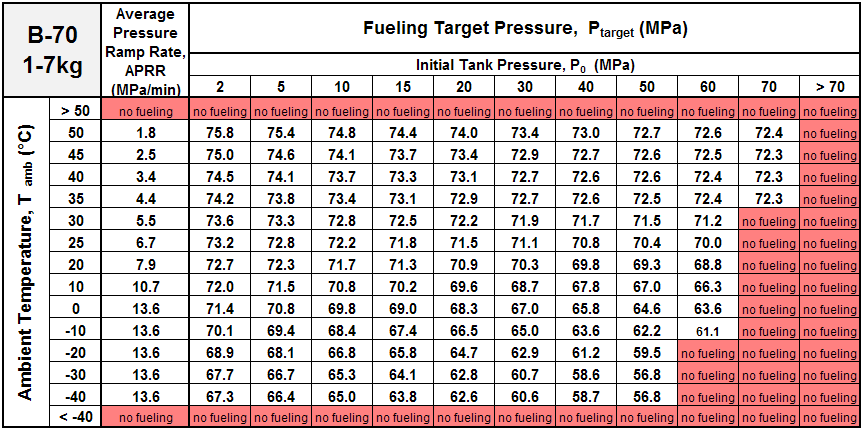 B-70
1-7kg
Average
Pressure
Ramp Rate,
APRR
(MPa/min)
Fueling Target Pressure, Ptarget (MPa)
Initial Tank Pressure, P0 (MPa)
2 5 10 15 20 30 40 50 60 70 > 70
Ambient Temperature, T amb (°C)
> 50 no fueling no fueling no fueling no fueling no fueling no fueling no fueling no fueling no fueling no fueling no fueling no fueling
50 1.8 75.8 75.4 74.8 74.4 74.0 73.4 73.0 72.7 72.6 72.4 no fueling
45 2.5 75.0 74.6 74.1 73.7 73.4 72.9 72.7 72.6 72.5 72.3 no fueling
40 3.4 74.5 74.1 73.7 73.3 73.1 72.7 72.6 72.6 72.4 72.3 no fueling
35 4.4 74.2 73.8 73.4 73.1 72.9 72.7 72.6 72.5 72.4 72.3 no fueling
30 5.5 73.6 73.3 72.8 72.5 72.2 71.9 71.7 71.5 71.2 no fueling no fueling
25 6.7 73.2 72.8 72.2 71.8 71.5 71.1 70.8 70.4 70.0 no fueling no fueling
20 7.9 72.7 72.3 71.7 71.3 70.9 70.3 69.8 69.3 68.8 no fueling no fueling
10 10.7 72.0 71.5 70.8 70.2 69.6 68.7 67.8 67.0 66.3 no fueling no fueling
0 13.6 71.4 70.8 69.8 69.0 68.3 67.0 65.8 64.6 63.6 no fueling no fueling
-10 13.6 70.1 69.4 68.4 67.4 66.5 65.0 63.6 62.2 61.1 no fueling no fueling
-20 13.6 68.9 68.1 66.8 65.8 64.7 62.9 61.2 59.5 no fueling no fueling no fueling
-30 13.6 67.7 66.7 65.3 64.1 62.8 60.7 58.6 56.8 no fueling no fueling no fueling
-40 13.6 67.3 66.4 65.0 63.8 62.6 60.6 58.7 56.8 no fueling no fueling no fueling
< -40 no fueling no fueling no fueling no fueling no fueling no fueling no fueling no fueling no fueling no fueling no fueling no fueling